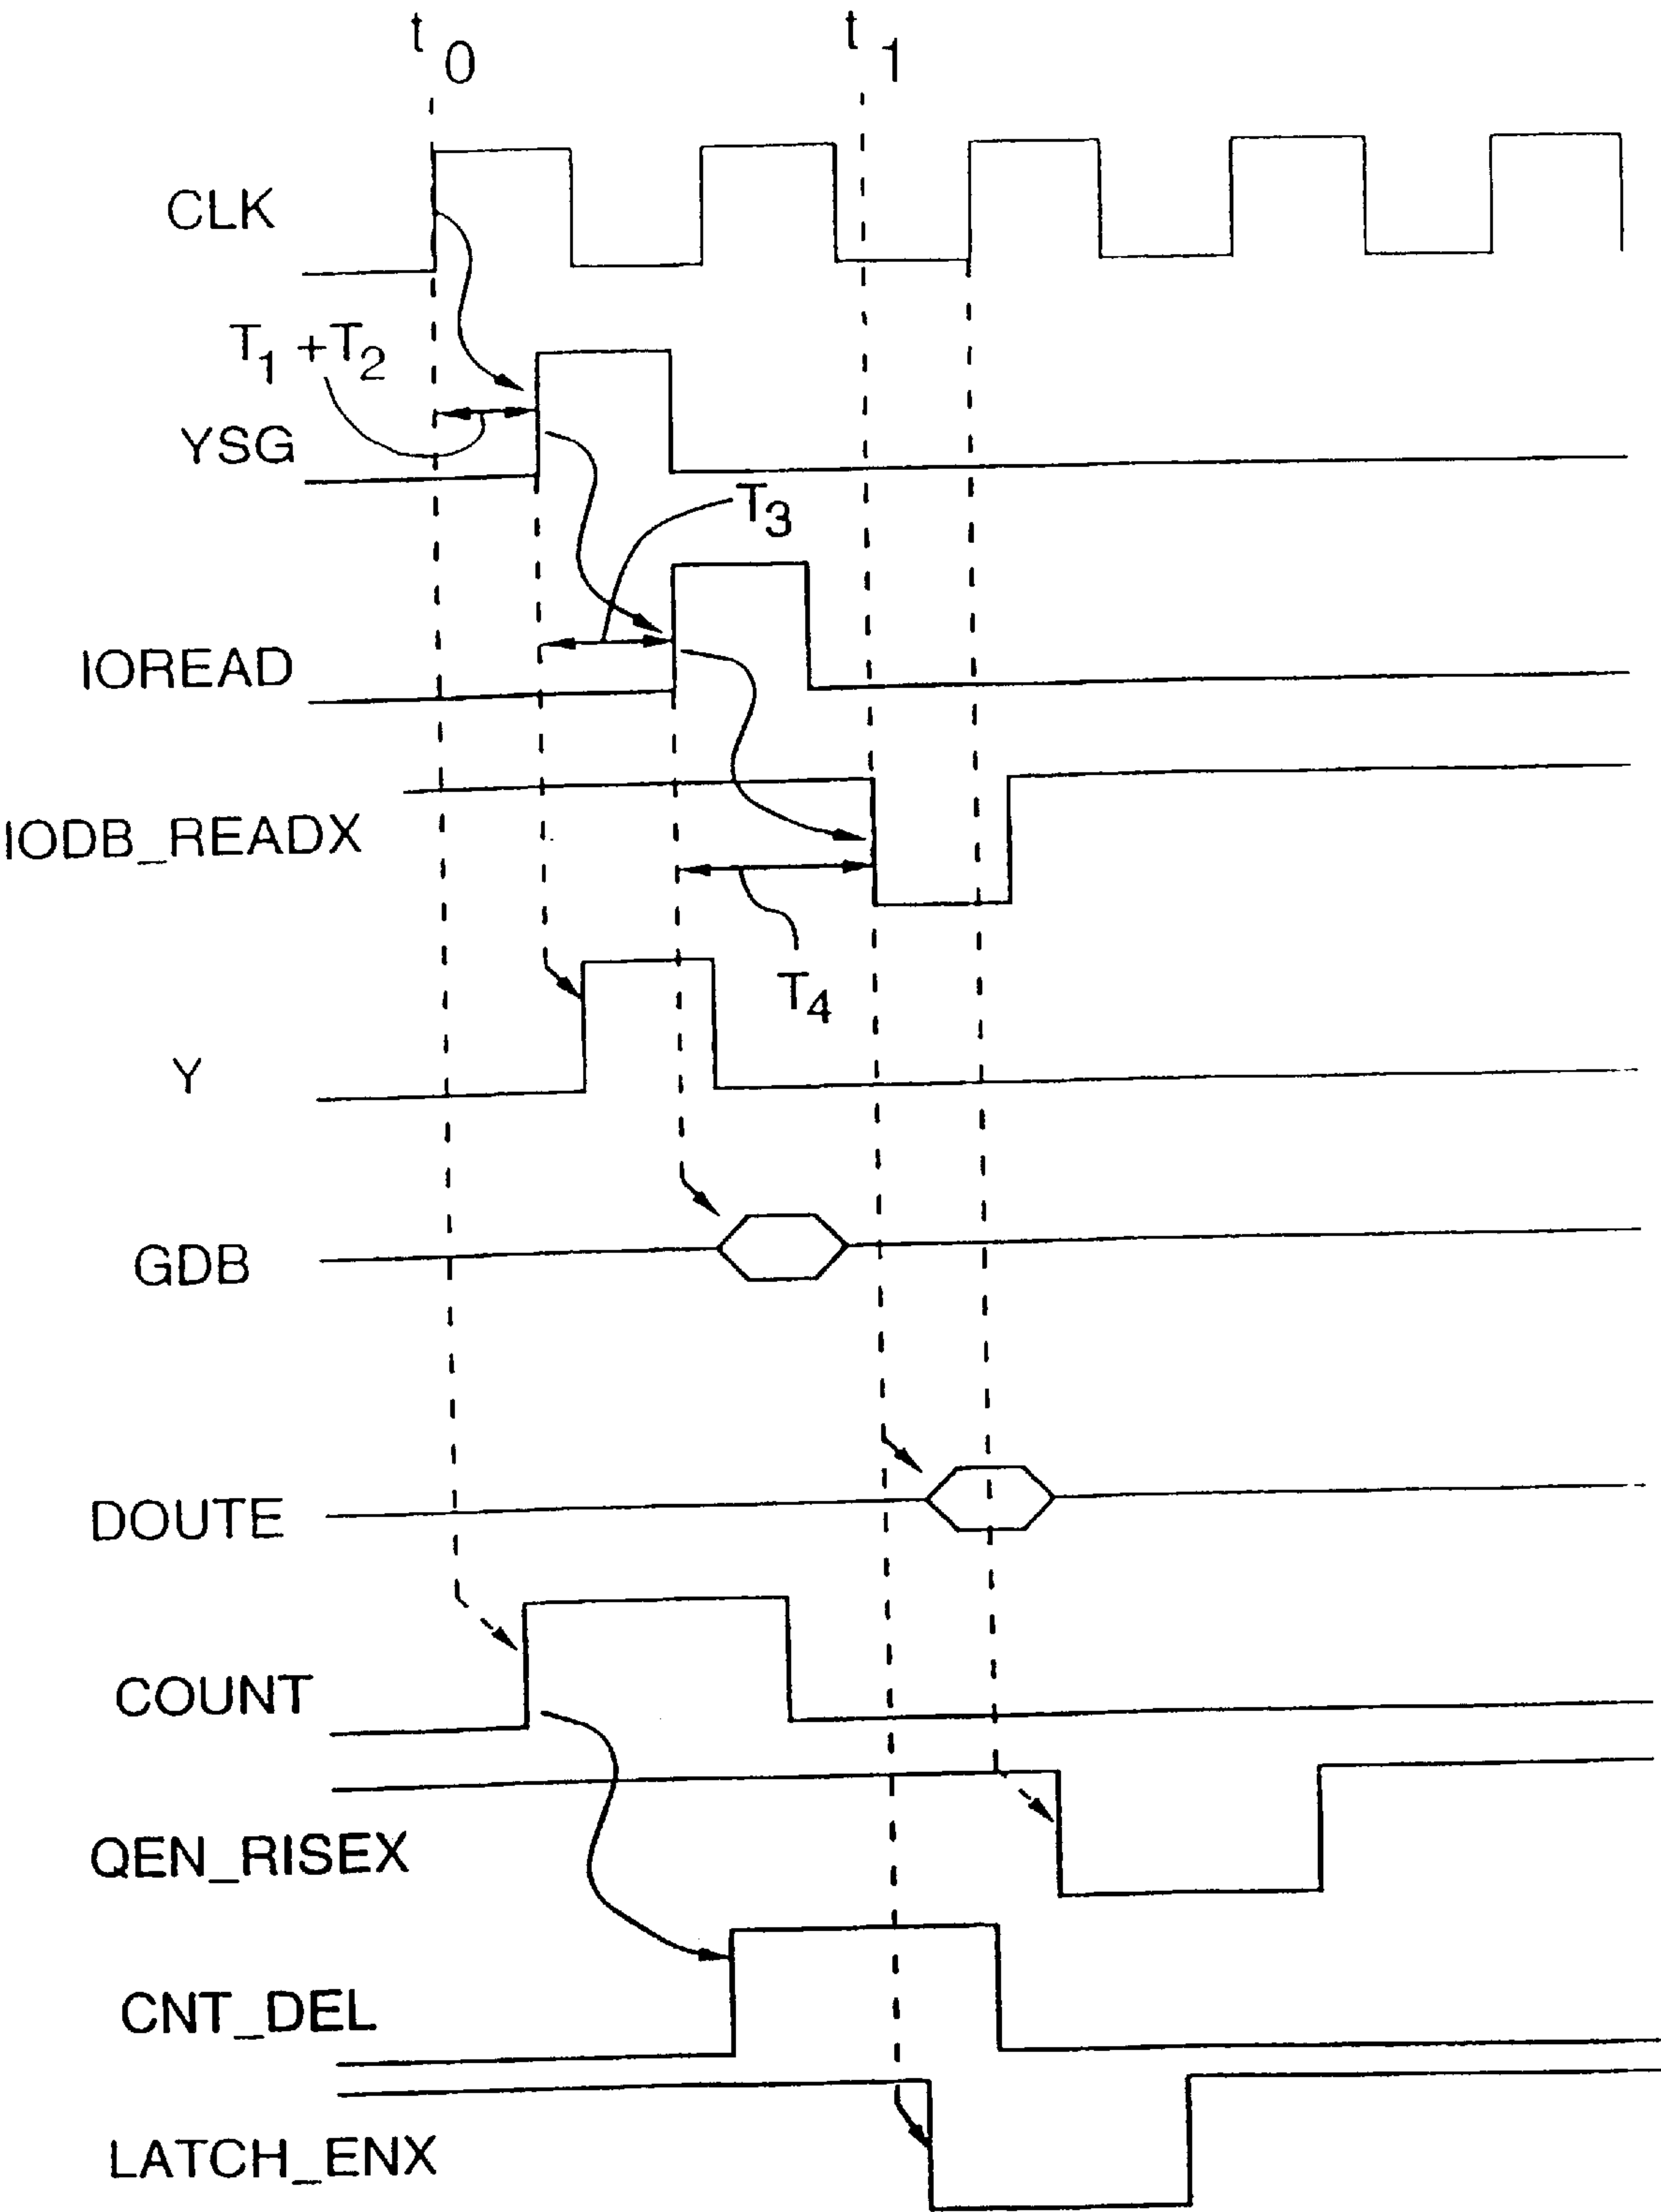 t0 t1
CLK
T1 +T2
YSG
T3
IOREAD
IODB_READX
T4
Y
GDB
DOUTE
COUNT
QEN_RISEX
CNT_DEL
LATCH_ENX